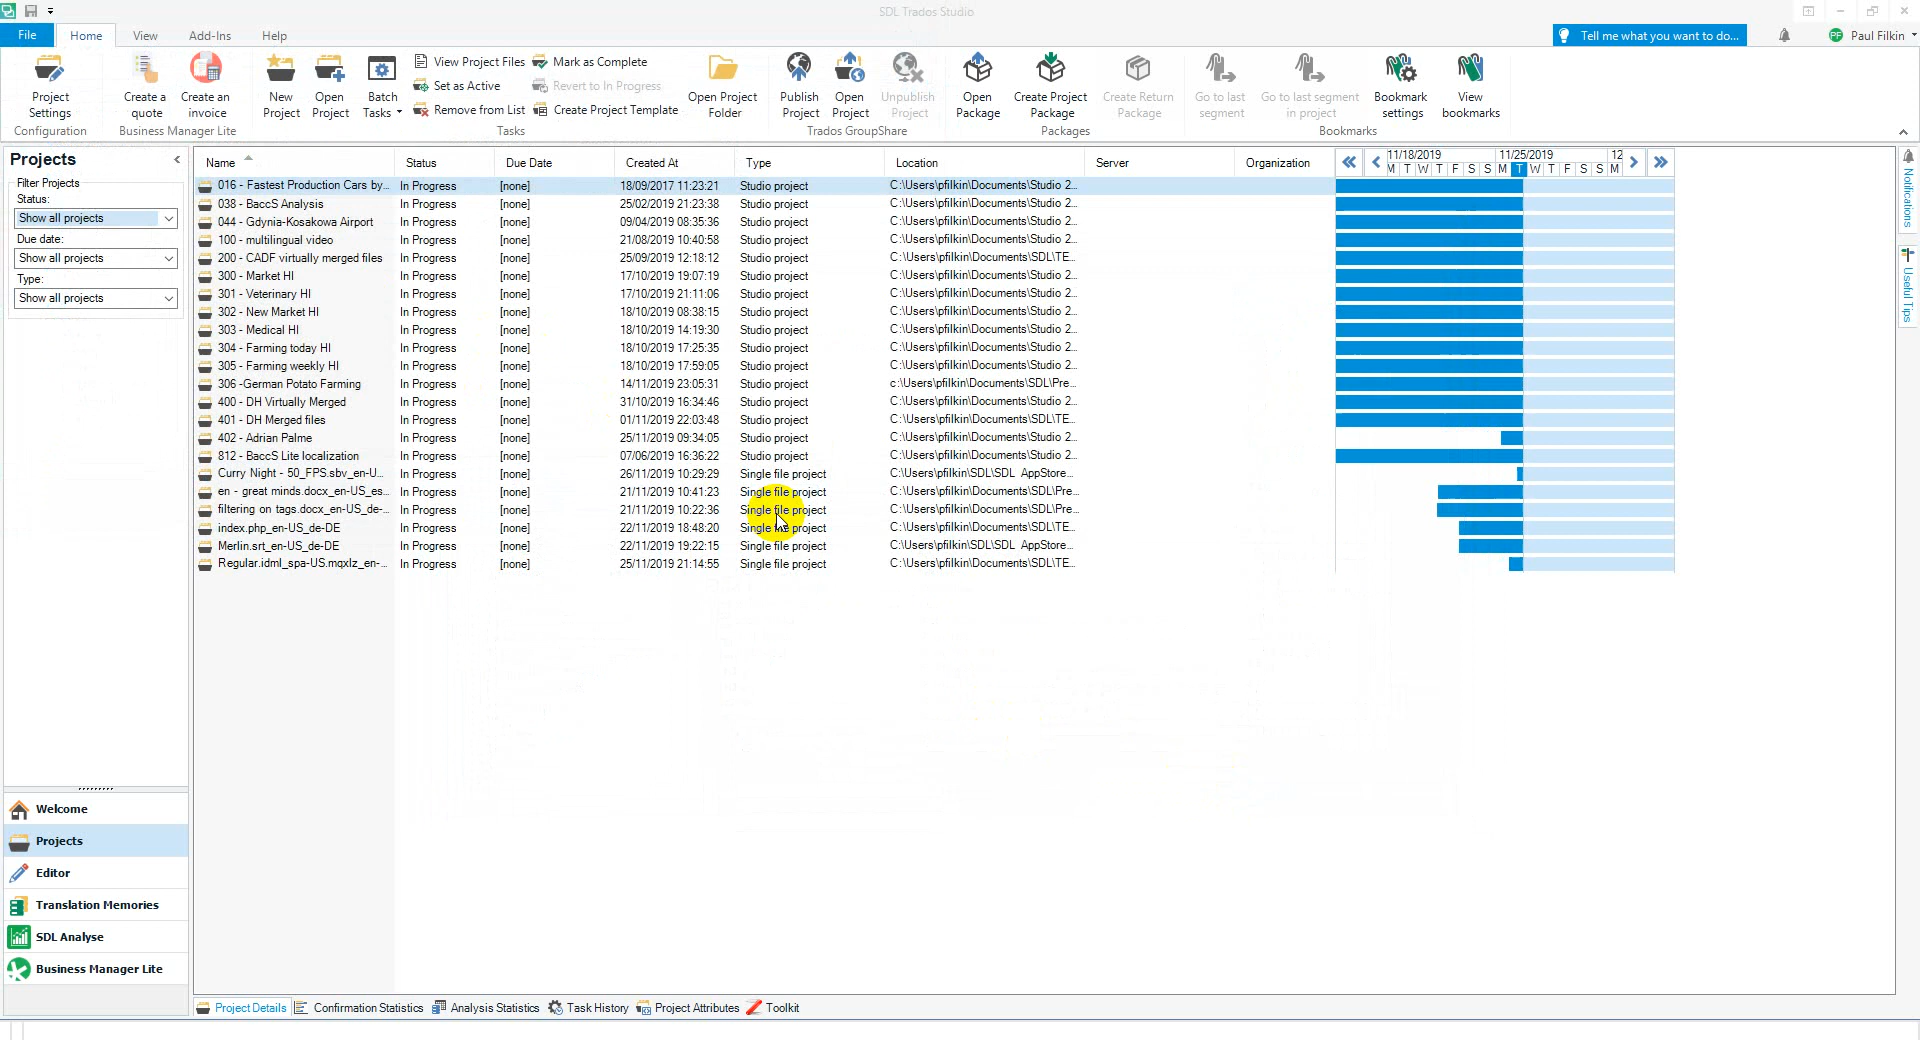 SDL Trados Studio
File Home View Add-Ins Help
Tell me what you want to do...
PF Paul Filkin
Project Settings
Create a quote
Create an invoice
New Project
Open Project
Batch Tasks
View Project Files
Set as Active
Remove from List
Mark as Complete
Revert to In Progress
Create Project Template
Open Project Folder
Publish Project
Open Project
Unpublish Project
Open Package
Create Project Package
Create Return Package
Go to last segment
Go to last segment in project
Bookmark settings
View bookmarks
Configuration Business Manager Lite Tasks Trados GroupShare Packages Bookmarks
Projects
Filter Projects
Status:
Show all projects
Due date:
Show all projects
Type:
Show all projects
Name Status Due Date Created At Type Location Server Organization
11/18/2019 11/25/2019 12
M T W T F S S M T W T F S S M
016 - Fastest Production Cars by... In Progress [none] 18/09/2017 11:23:21 Studio project C:\Users\pfilkin\Documents\Studio 2...
038 - BaccS Analysis In Progress [none] 25/02/2019 21:23:38 Studio project C:\Users\pfilkin\Documents\Studio 2...
044 - Gdynia-Kosakowa Airport In Progress [none] 09/04/2019 08:35:36 Studio project C:\Users\pfilkin\Documents\Studio 2...
100 - multilingual video In Progress [none] 21/08/2019 10:40:58 Studio project C:\Users\pfilkin\Documents\Studio 2...
200 - CADF virtually merged files In Progress [none] 25/09/2019 12:18:12 Studio project C:\Users\pfilkin\Documents\SDL\TE...
300 - Market HI In Progress [none] 17/10/2019 19:07:19 Studio project C:\Users\pfilkin\Documents\Studio 2...
301 - Veterinary HI In Progress [none] 17/10/2019 21:11:06 Studio project C:\Users\pfilkin\Documents\Studio 2...
302 - New Market HI In Progress [none] 18/10/2019 08:38:15 Studio project C:\Users\pfilkin\Documents\Studio 2...
303 - Medical HI In Progress [none] 18/10/2019 14:19:30 Studio project C:\Users\pfilkin\Documents\Studio 2...
304 - Farming today HI In Progress [none] 18/10/2019 17:25:35 Studio project C:\Users\pfilkin\Documents\Studio 2...
305 - Farming weekly HI In Progress [none] 18/10/2019 17:59:05 Studio project C:\Users\pfilkin\Documents\Studio 2...
306 -German Potato Farming In Progress [none] 14/11/2019 23:05:31 Studio project c:\Users\pfilkin\Documents\SDL\Pre...
400 - DH Virtually Merged In Progress [none] 31/10/2019 16:34:46 Studio project C:\Users\pfilkin\Documents\Studio 2...
401 - DH Merged files In Progress [none] 01/11/2019 22:03:48 Studio project C:\Users\pfilkin\Documents\SDL\TE...
402 - Adrian Palme In Progress [none] 25/11/2019 09:34:05 Studio project C:\Users\pfilkin\Documents\Studio 2...
812 - BaccS Lite localization In Progress [none] 07/06/2019 16:36:22 Studio project C:\Users\pfilkin\Documents\Studio 2...
Curry Night - 50_FPS.sbv_en-U... In Progress [none] 26/11/2019 10:29:29 Single file project C:\Users\pfilkin\SDL\SDL AppStore...
en - great minds.docx_en-US_es... In Progress [none] 21/11/2019 10:41:23 Single file project C:\Users\pfilkin\Documents\SDL\Pre...
filtering on tags.docx_en-US_de-... In Progress [none] 21/11/2019 10:22:36 Single file project C:\Users\pfilkin\Documents\SDL\Pre...
index.php_en-US_de-DE In Progress [none] 22/11/2019 18:48:20 Single file project C:\Users\pfilkin\Documents\SDL\TE...
Merlin.srt_en-US_de-DE In Progress [none] 22/11/2019 19:22:15 Single file project C:\Users\pfilkin\SDL\SDL AppStore...
Regular.idml_spa-US.mqxlz_en-... In Progress [none] 25/11/2019 21:14:55 Single file project C:\Users\pfilkin\Documents\SDL\TE...
Notifications
Useful Tips
Welcome
Projects
Editor
Translation Memories
SDL Analyse
Business Manager Lite
Project Details Confirmation Statistics Analysis Statistics Task History Project Attributes Toolkit